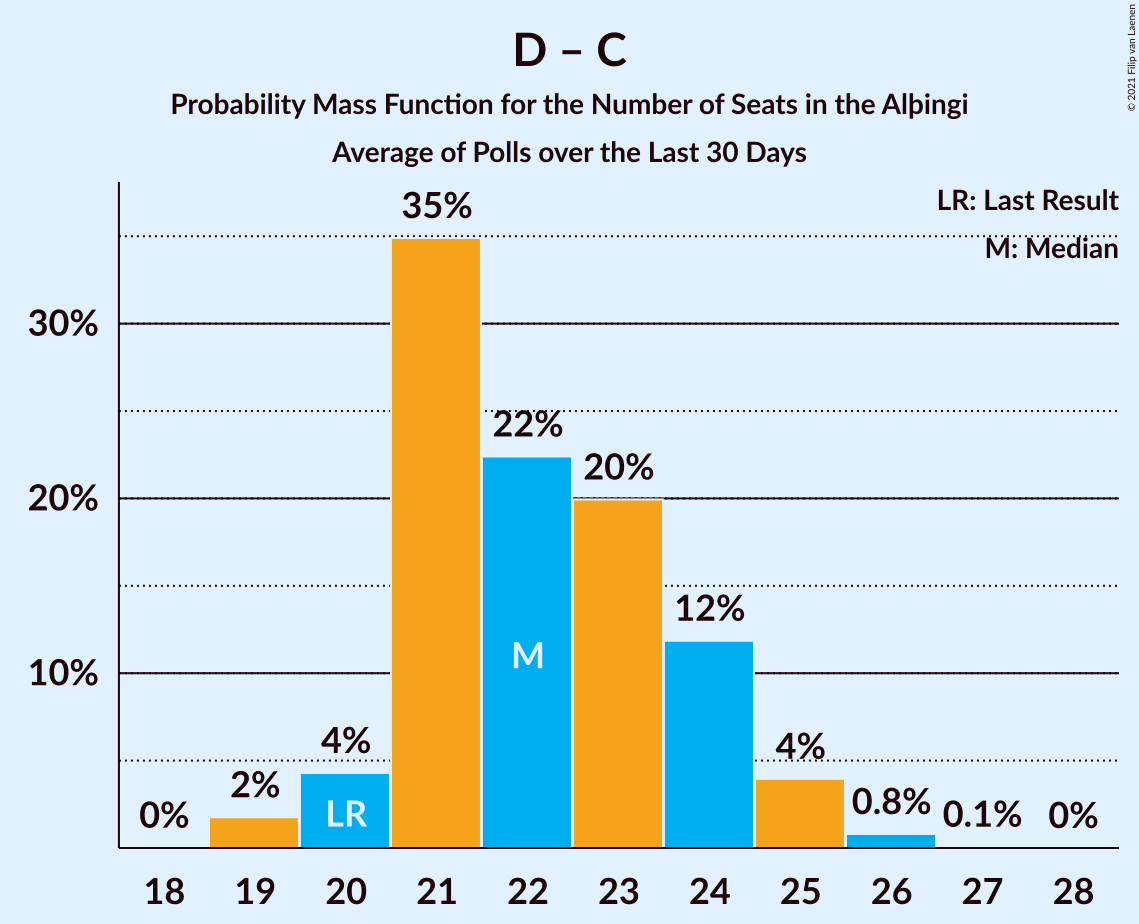 D – C
Probability Mass Function for the Number of Seats in the Alþingi
Average of Polls over the Last 30 Days
© 2021 Filip van Laenen
LR: Last Result
M: Median
35%
30%
22%
20%
20%
12%
M
10%
4%
4%
2%
0.8%
LR
0%
0.1%
0%
18 19 20 21 22 23 24 25 26 27 28